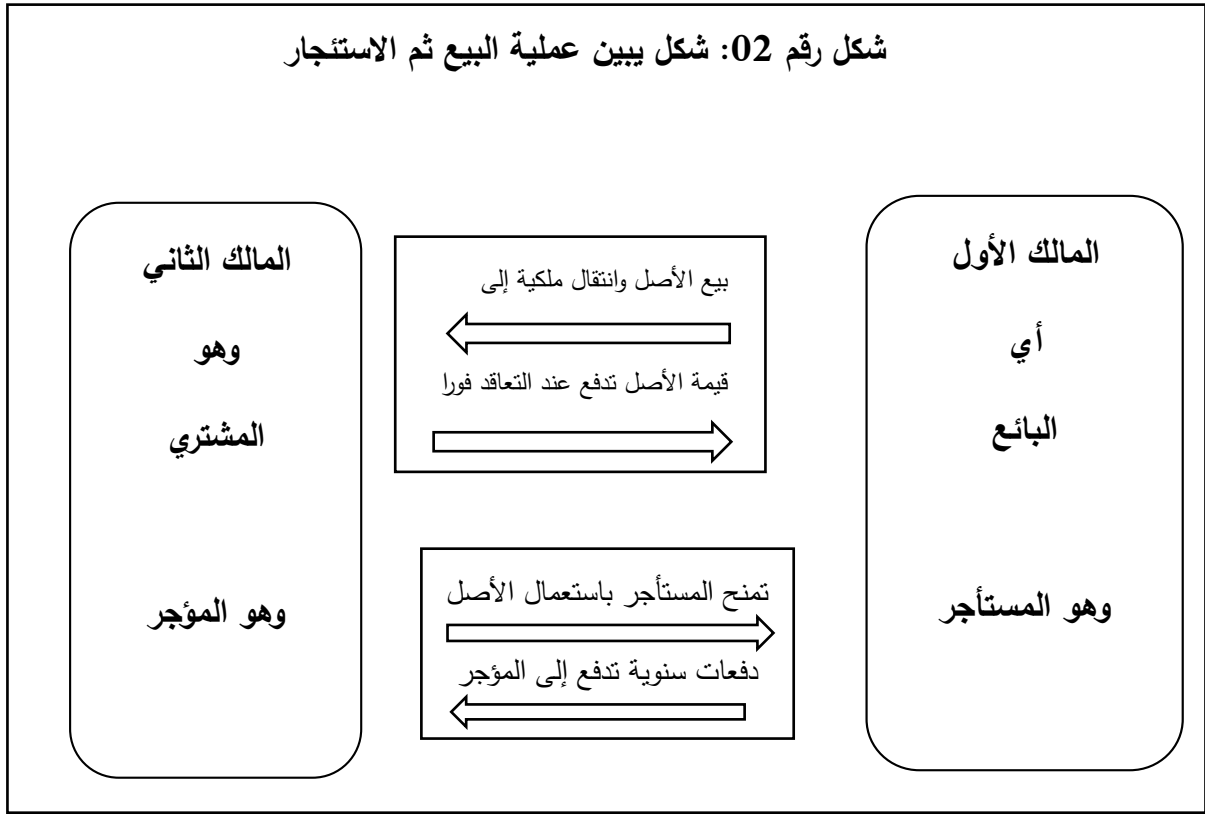 شكل رقم 02: شكل يبين عملية البيع ثم الاستئجار
المالك الأول
أي
البائع
وهو المستأجر
بيع الأصل وانتقال ملكية إلى
قيمة الأصل تدفع عند التعاقد فورا
تمنح المستأجر باستعمال الأصل
دفعات سنوية تدفع إلى المؤجر
المالك الثاني
وهو
المشتري
وهو المؤجر